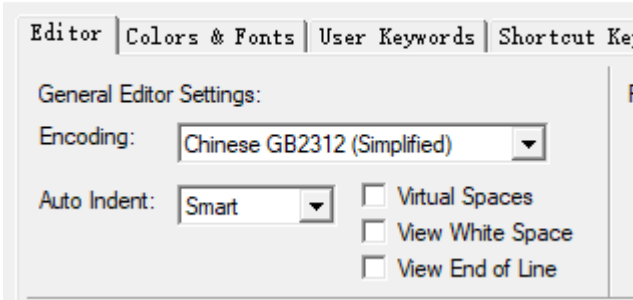 Editor Colors & Fonts User Keywords Shortcut
General Editor Settings:
Encoding: Chinese GB2312 (Simplified)
Auto Indent: Smart Virtual Spaces
View White Space
View End of Line